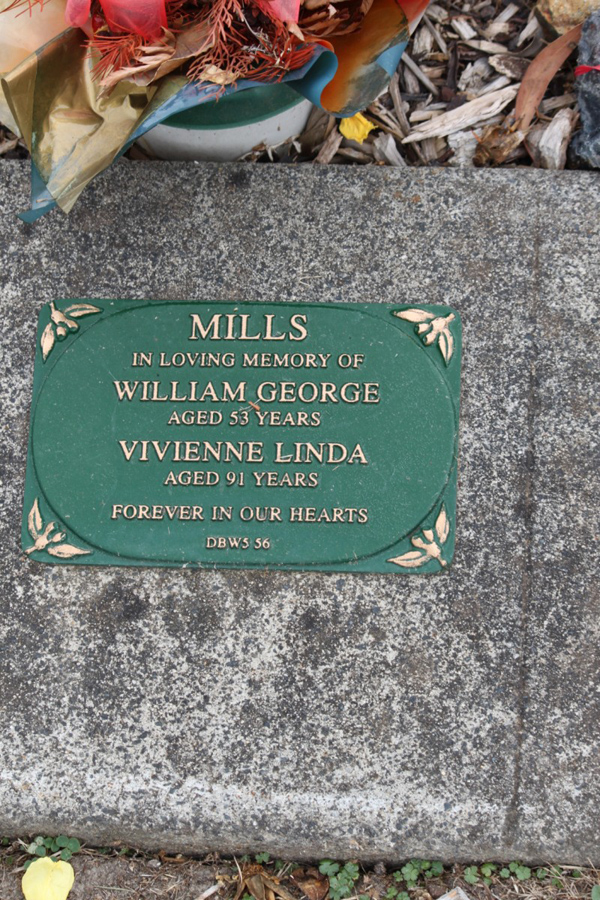 MILLS
IN LOVING MEMORY OF
WILLIAM GEORGE
AGED 53 YEARS
VIVIENNE LINDA
AGED 91 YEARS
FOREVER IN OUR HEARTS
DBW5 56